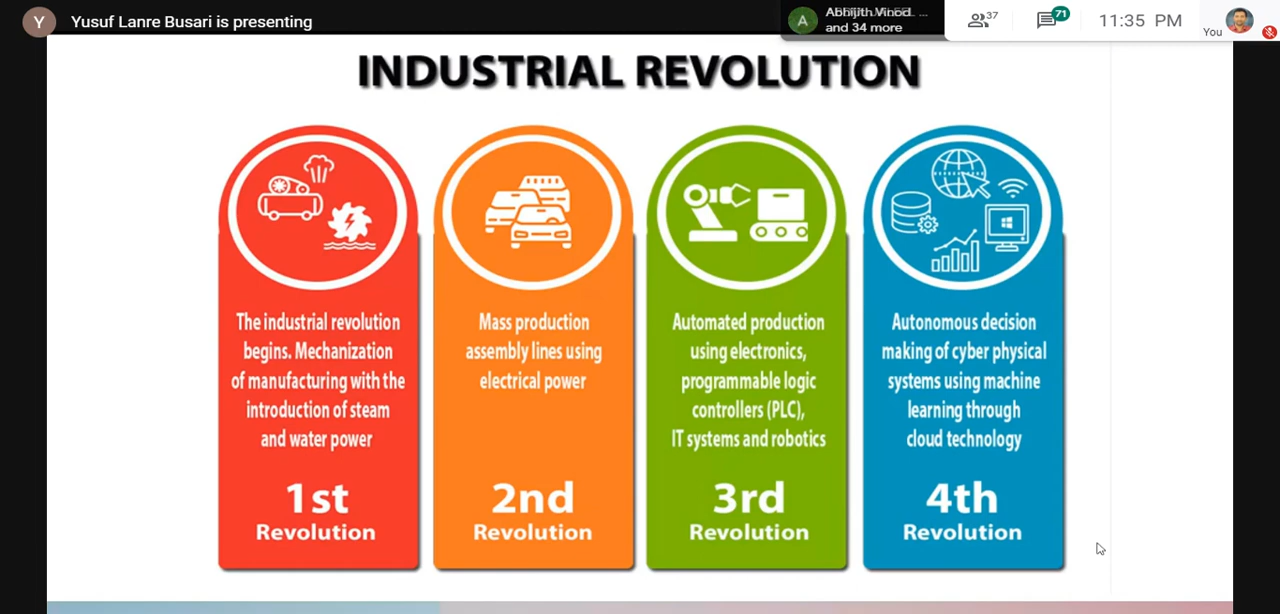 Y
Yusuf Lanre Busari is presenting
A
Abhijith Vinod ...
and 34 more
37
71
11:35 PM
You
INDUSTRIAL REVOLUTION
The industrial revolution
begins. Mechanization
of manufacturing with the
introduction of steam
and water power
1st
Revolution
Mass production
assembly lines using
electrical power
2nd
Revolution
Automated production
using electronics,
programmable logic
controllers (PLC),
IT systems and robotics
3rd
Revolution
Autonomous decision
making of cyber physical
systems using machine
learning through
cloud technology
4th
Revolution